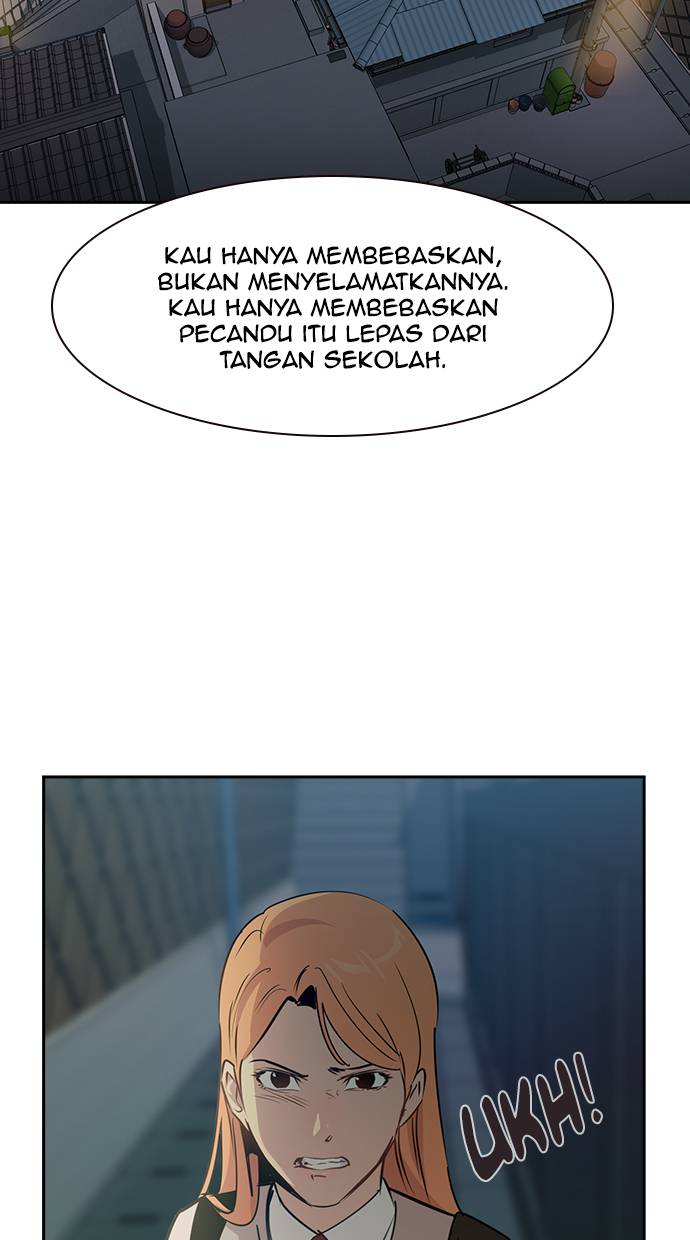 KAU HANYA MEMBEBASKAN,
BUKAN MENYELAMATKANNYA.
KAU HANYA MEMBEBASKAN
PECANDU ITU LEPAS DARI
TANGAN SEKOLAH.
UKH!